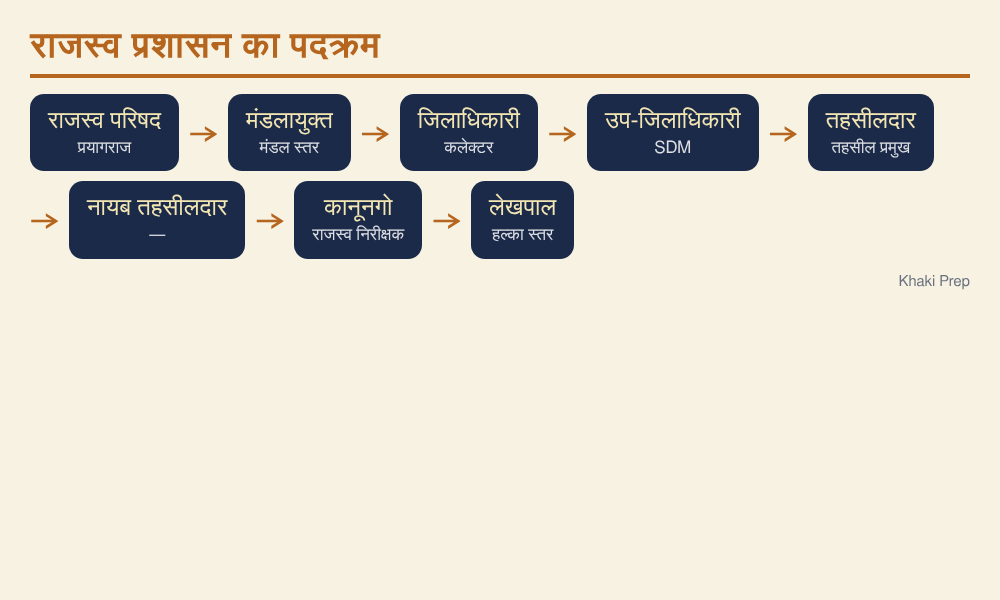 राजस्व प्रशासन का पदक्रम
राजस्व परिषद → मंडलायुक्त → जिलाधिकारी → उप-जिलाधिकारी → तहसीलदार
प्रयागराज मंडल स्तर कलेक्टर SDM तहसील प्रमुख
→ नायब तहसीलदार → कानूनगो → लेखपाल
— राजस्व निरीक्षक हल्का स्तर
Khaki Prep